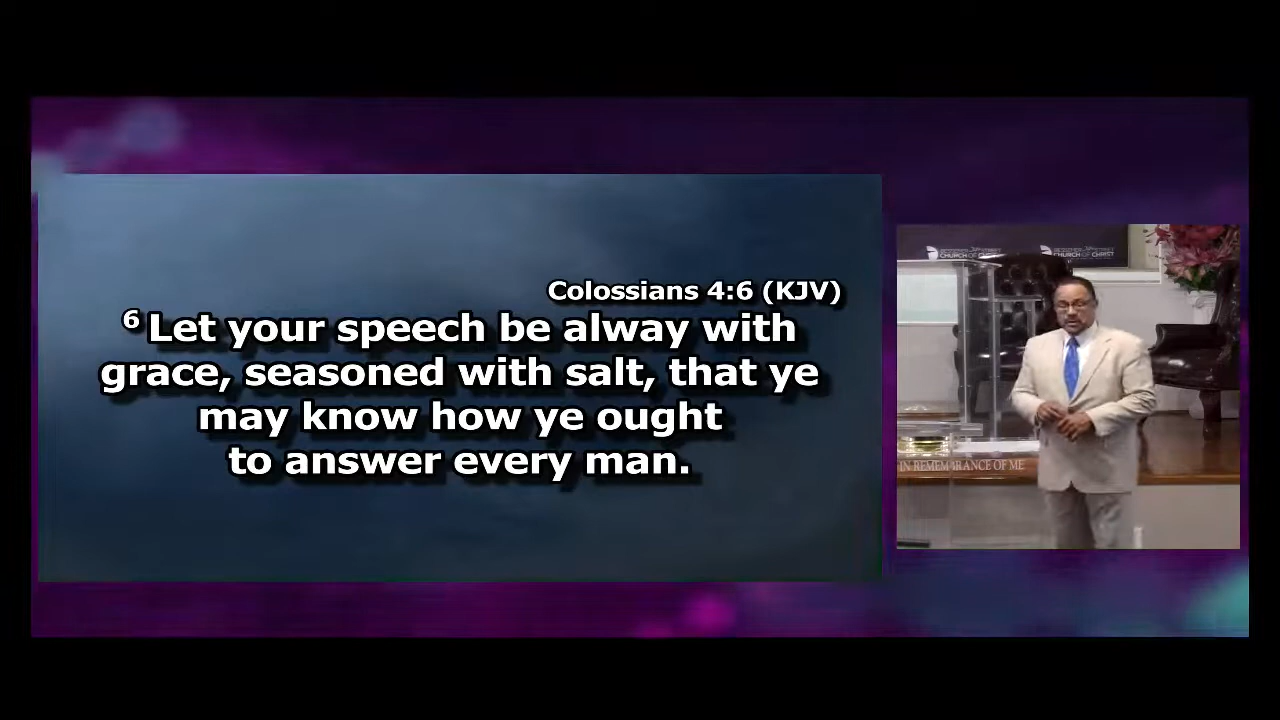 Colossians 4:6 (KJV)
6 Let your speech be alway with
grace, seasoned with salt, that ye
may know how ye ought
to answer every man.
CHURCH OF CHRIST
CHURCH OF CHRIST
IN REMEMBRANCE OF ME